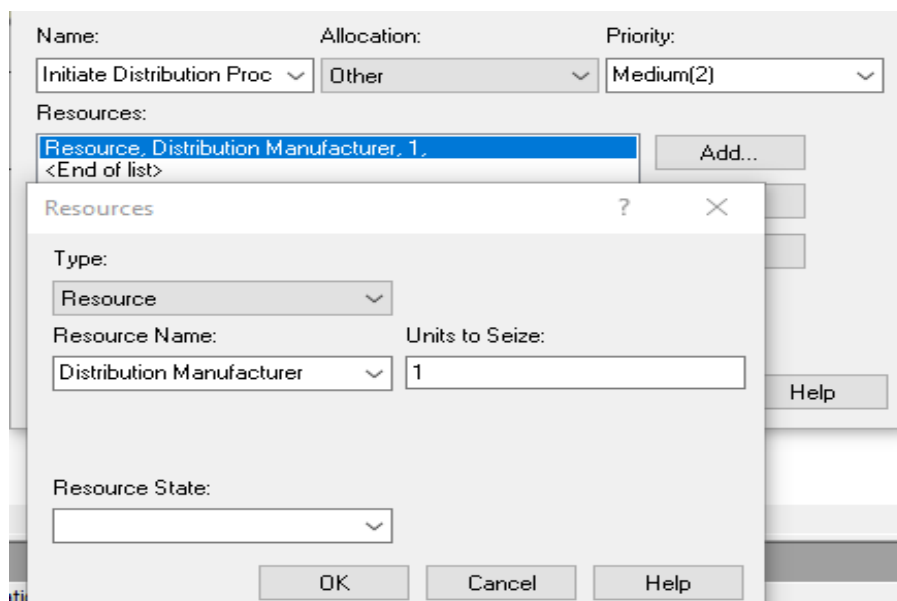 Name: Allocation: Priority:
Initiate Distribution Proc Other Medium(2)
Resources:
Resource, Distribution Manufacturer, 1,
<End of list>
Add...
Resources ? ×
Type:
Resource
Resource Name: Units to Seize:
Distribution Manufacturer 1
Help
Resource State:
OK Cancel Help